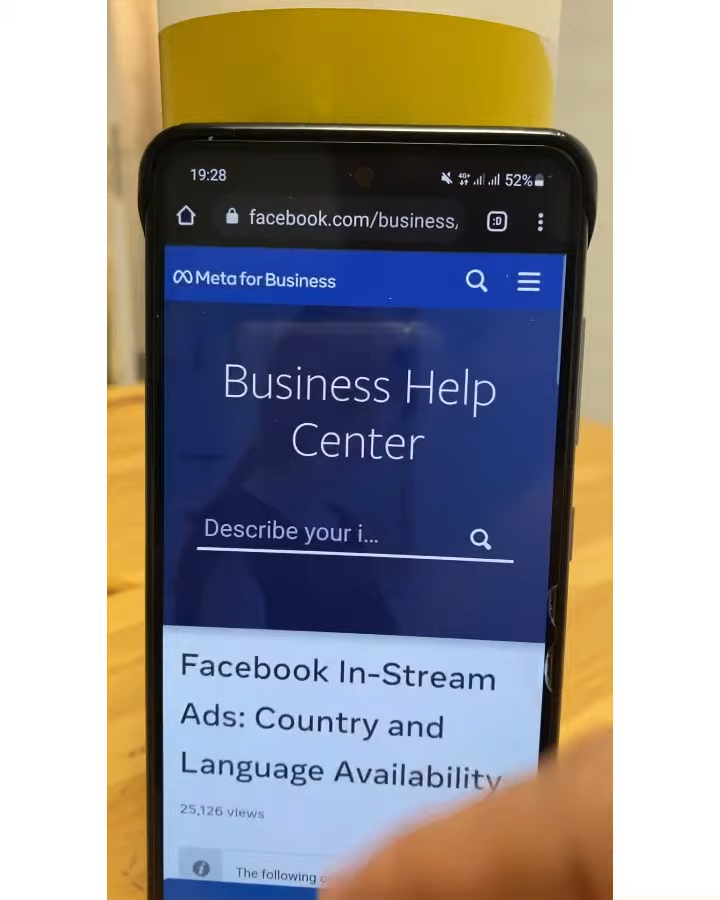 19:28
4G+ 52%
facebook.com/business, :D
Meta for Business
Business Help
Center
Describe your i...
Facebook In-Stream
Ads: Country and
Language Availability
25,126 views
The following